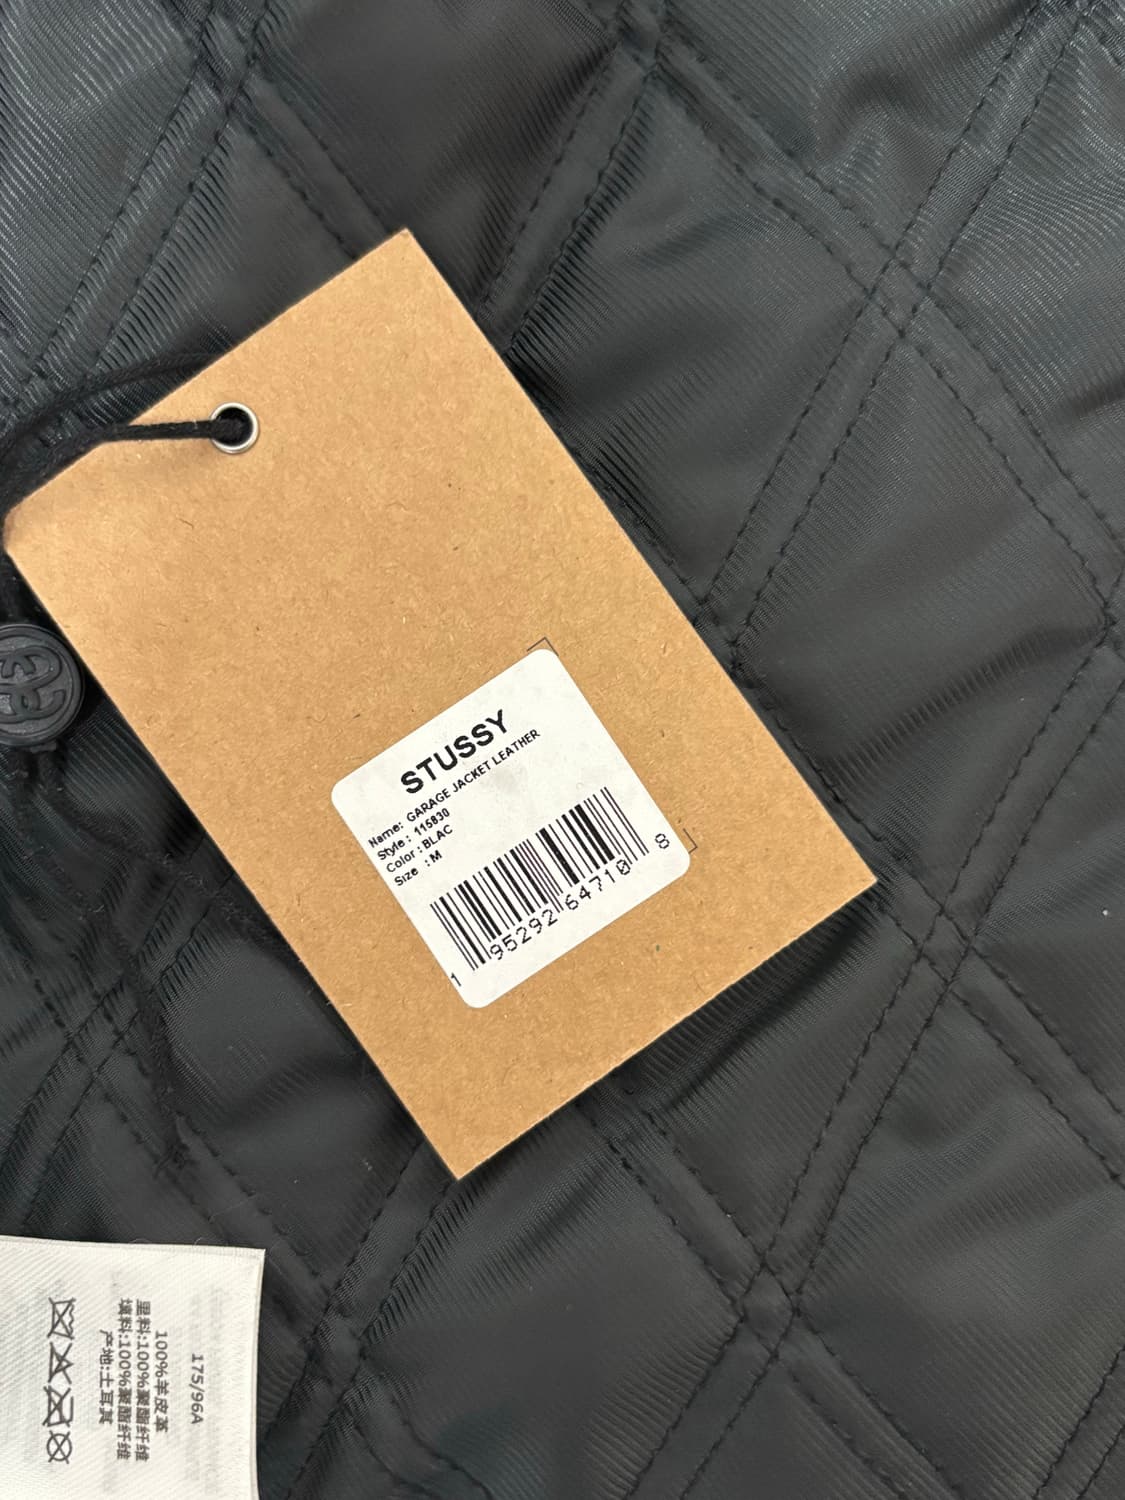 STUSSY
Name: GARAGE JACKET LEATHER
Style : 115830
Color : BLAC
Size : M
1 95292 64710 8
175/96A
100%羊皮革
里料:100%聚酯纤维
填料:100%聚酯纤维
产地:土耳其